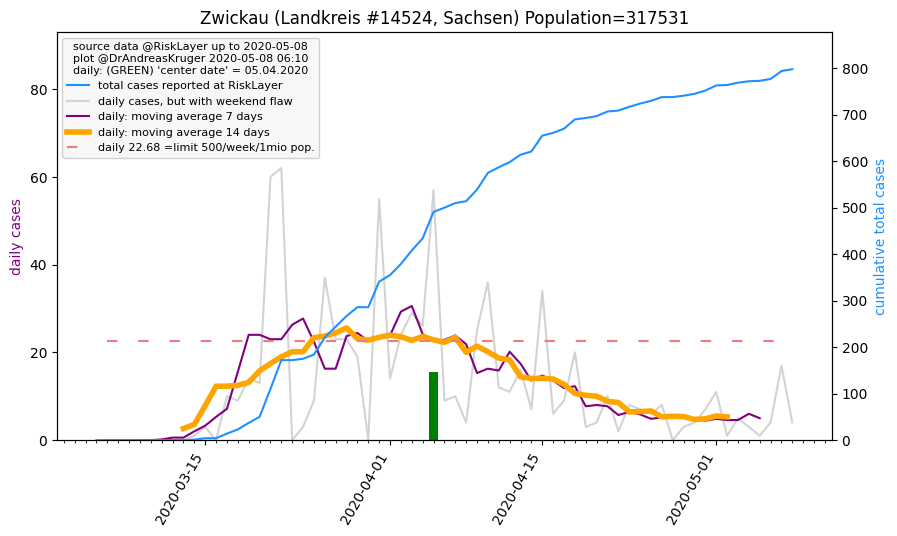 Zwickau (Landkreis #14524, Sachsen) Population=317531
source data @RiskLayer up to 2020-05-08
plot @DrAndreasKruger 2020-05-08 06:10
daily: (GREEN) 'center date' = 05.04.2020
total cases reported at RiskLayer
daily cases, but with weekend flaw
daily: moving average 7 days
daily: moving average 14 days
daily 22.68 =limit 500/week/1mio pop.
daily cases
80
60
40
20
0
cumulative total cases
800
700
600
500
400
300
200
100
0
2020-03-15
2020-04-01
2020-04-15
2020-05-01